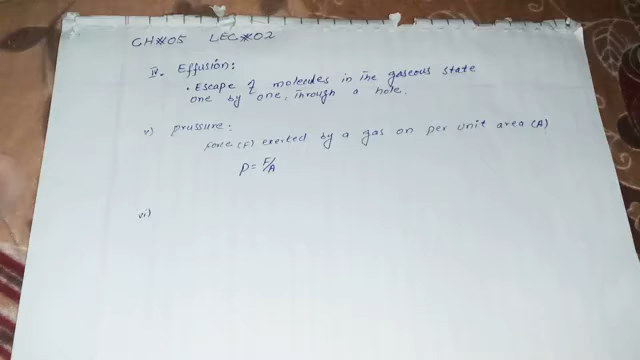 CH#05 LEC#02
IV. Effusion:
• Escape of molecules in the gaseous state
one by one, through a hole.
v) pressure:
Force (F) exerted by a gas on per unit area (A)
P = F/A
vi)